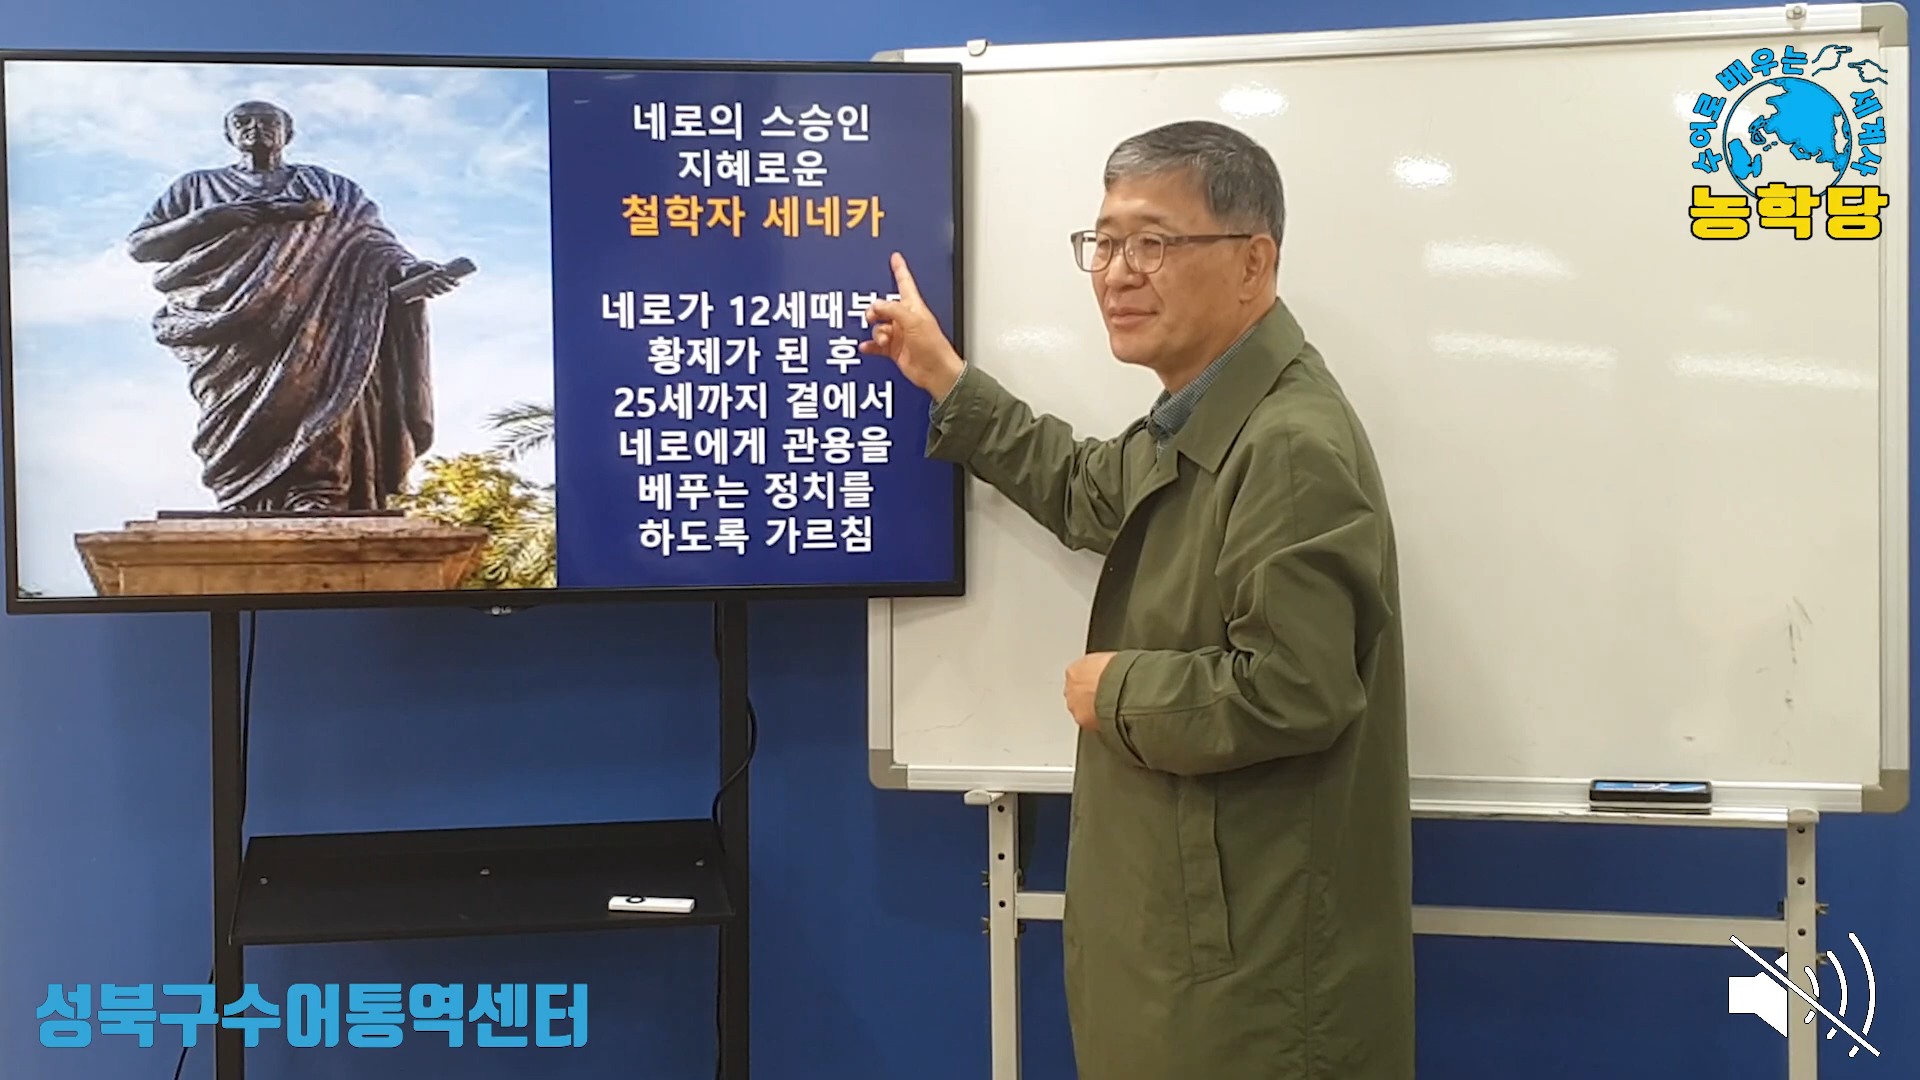 네로의 스승인
지혜로운
철학자 세네카
네로가 12세때
황제가 된 후
25세까지 곁에서
네로에게 관용을
베푸는 정치를
하도록 가르침
수어로 배우는 세계사
농학당
성북구수어통역센터